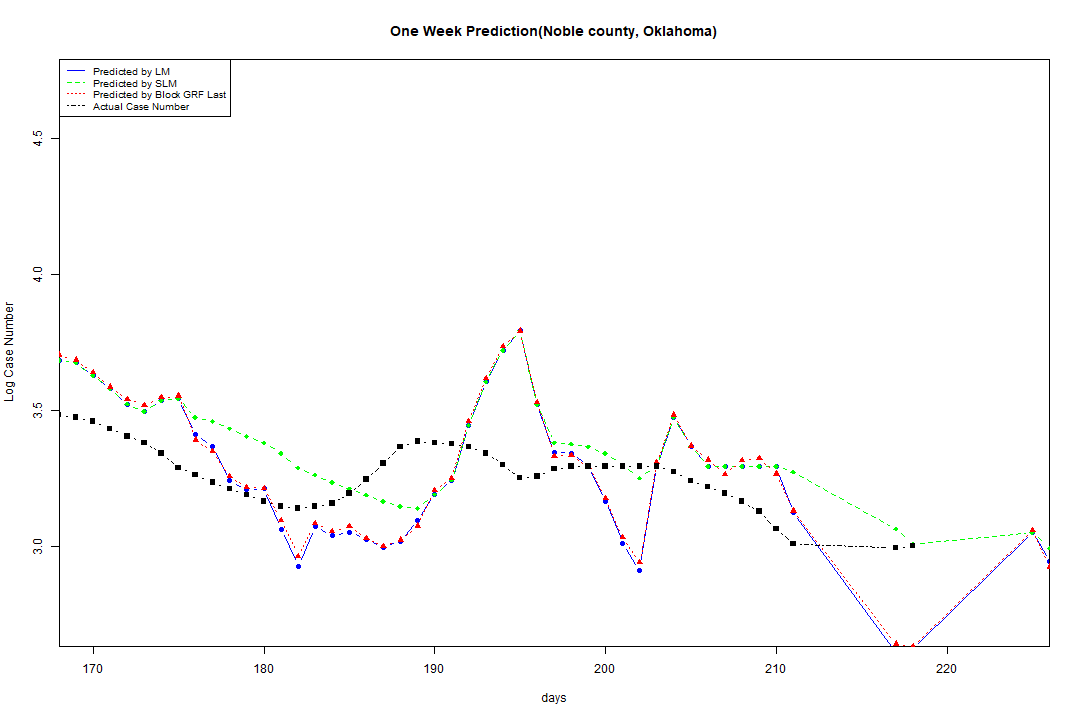 One Week Prediction(Noble county, Oklahoma)
Predicted by LM
Predicted by SLM
Predicted by Block GRF Last
Actual Case Number
4.5
4.0
3.5
3.0
Log Case Number
170 180 190 200 210 220
days